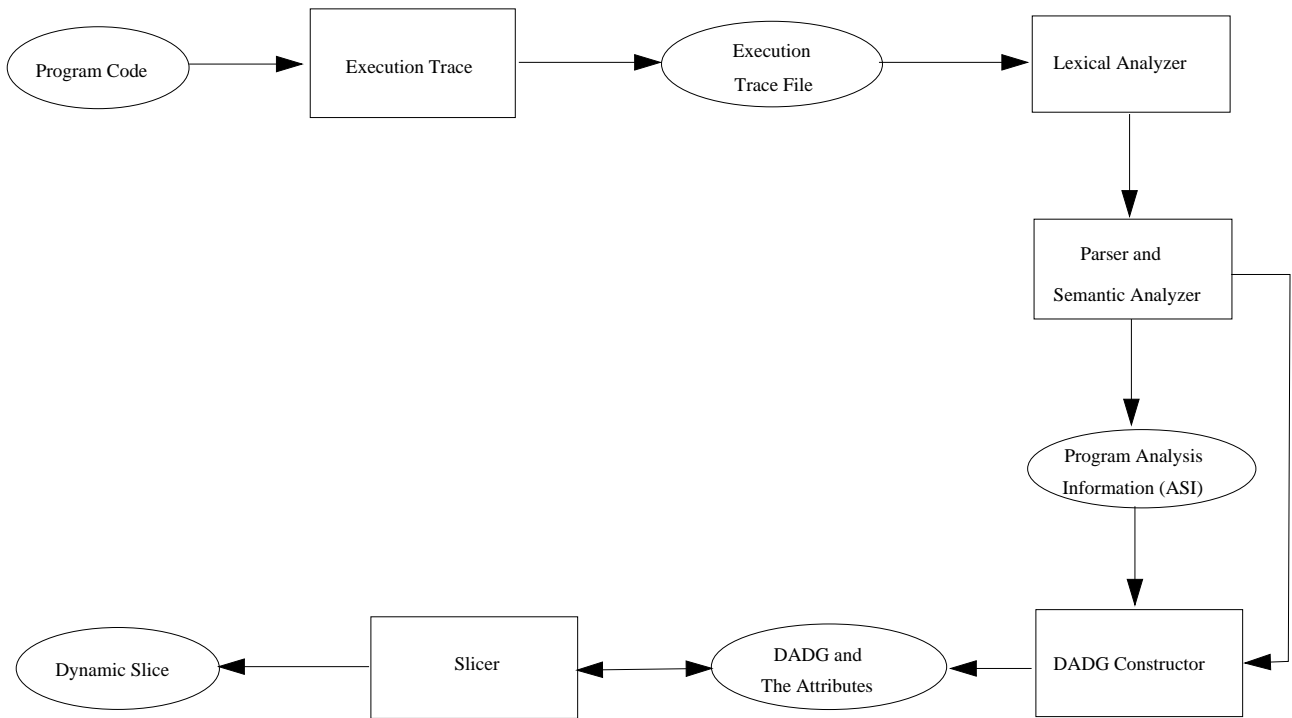 Program Code
Execution Trace
Execution
Trace File
Lexical Analyzer
Parser and
Semantic Analyzer
Program Analysis
Information (ASI)
DADG Constructor
DADG and
The Attributes
Slicer
Dynamic Slice